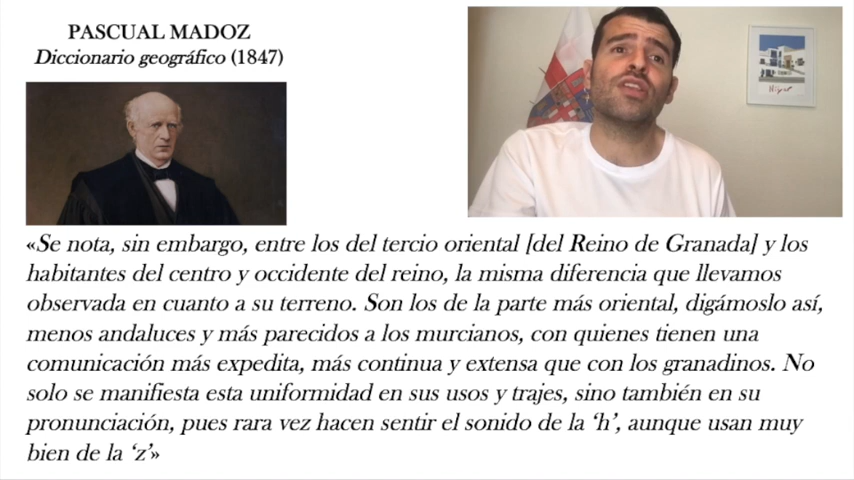 PASCUAL MADOZ
Diccionario geográfico (1847)
Híjar
«Se nota, sin embargo, entre los del tercio oriental [del Reino de Granada] y los
habitantes del centro y occidente del reino, la misma diferencia que llevamos
observada en cuanto a su terreno. Son los de la parte más oriental, digámoslo así,
menos andaluces y más parecidos a los murcianos, con quienes tienen una
comunicación más expedita, más continua y extensa que con los granadinos. No
solo se manifiesta esta uniformidad en sus usos y trajes, sino también en su
pronunciación, pues rara vez hacen sentir el sonido de la ‘h’, aunque usan muy
bien de la ‘z’»